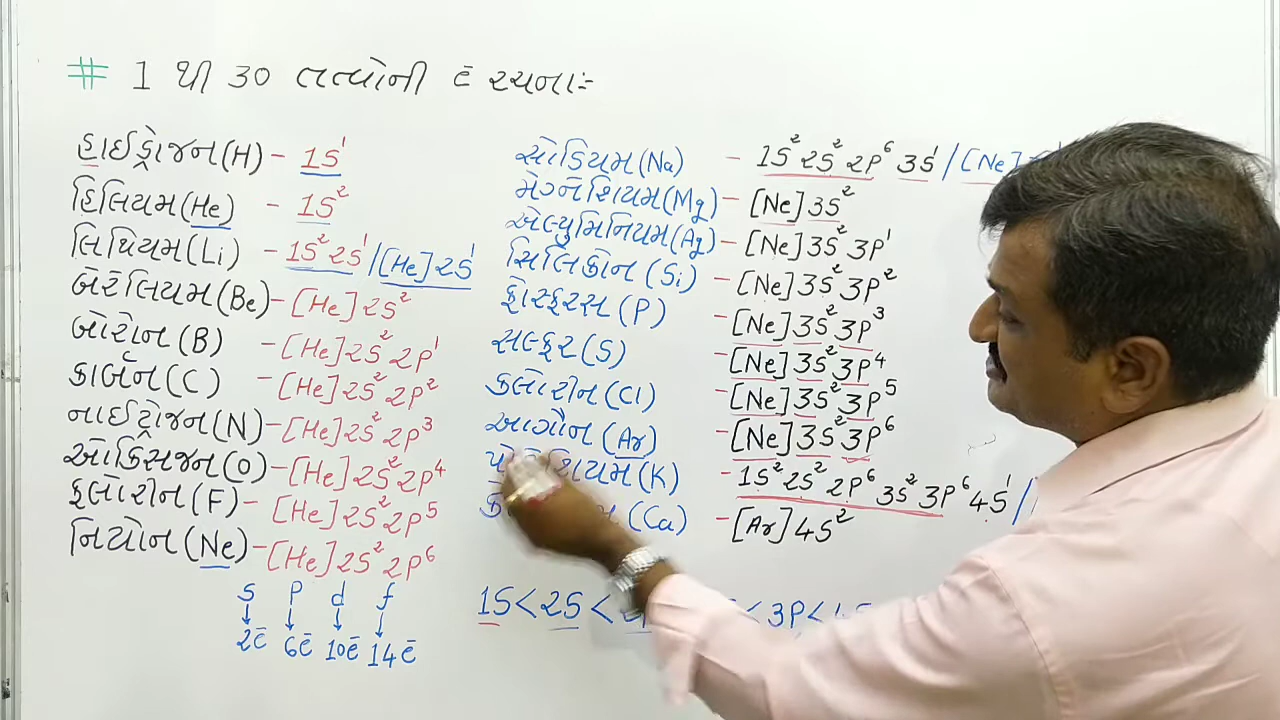 # 1 થી 30 તત્વોની ē રચના:-
હાઈડ્રોજન (H) - 1S¹
હિલિયમ (He) - 1S²
લિથિયમ (Li) - 1S² 2S¹ / [He] 2S¹
બેરેલિયમ (Be) - [He] 2S²
બોરોન (B) - [He] 2S² 2P¹
કાર્બન (C) - [He] 2S² 2P²
નાઈટ્રોજન (N) - [He] 2S² 2P³
ઓક્સિજન (O) - [He] 2S² 2P⁴
ફ્લોરીન (F) - [He] 2S² 2P⁵
નિયોન (Ne) - [He] 2S² 2P⁶
S P d f
↓ ↓ ↓ ↓
2ē 6ē 10ē 14ē
સોડિયમ (Na) - 1S² 2S² 2P⁶ 3S¹ / [Ne]
મેગ્નેશિયમ (Mg) - [Ne] 3S²
એલ્યુમિનિયમ (Ag) - [Ne] 3S² 3P¹
સિલિકોન (Si) - [Ne] 3S² 3P²
ફોસ્ફરસ (P) - [Ne] 3S² 3P³
સલ્ફર (S) - [Ne] 3S² 3P⁴
ક્લોરીન (Cl) - [Ne] 3S² 3P⁵
આર્ગોન (Ar) - [Ne] 3S² 3P⁶
(K) - 1S² 2S² 2P⁶ 3S² 3P⁶ 4S¹ /
(Ca) - [Ar] 4S²
1S < 2S < < 3P <